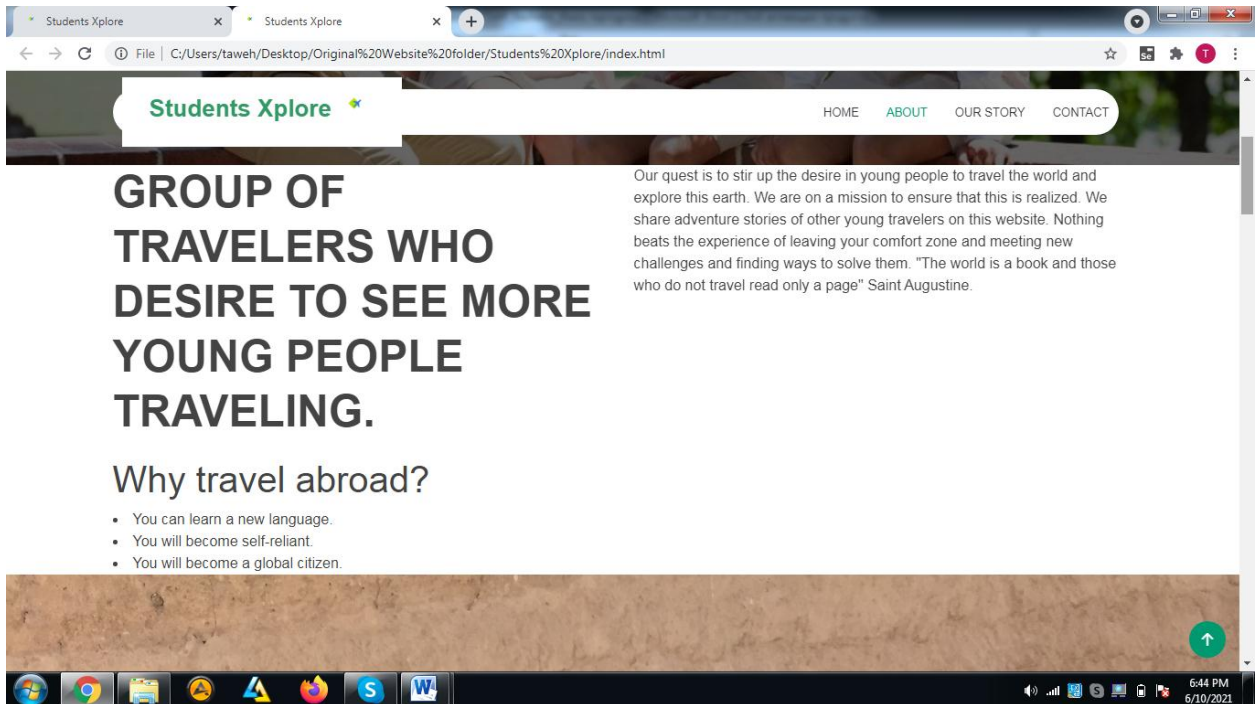 Students Xplore
Students Xplore
File | C:/Users/taweh/Desktop/Original%20Website%20folder/Students%20Xplore/index.html
Se
T
Students Xplore
HOME ABOUT OUR STORY CONTACT
GROUP OF
TRAVELERS WHO
DESIRE TO SEE MORE
YOUNG PEOPLE
TRAVELING.
Why travel abroad?
• You can learn a new language.
• You will become self-reliant.
• You will become a global citizen.
Our quest is to stir up the desire in young people to travel the world and
explore this earth. We are on a mission to ensure that this is realized. We
share adventure stories of other young travelers on this website. Nothing
beats the experience of leaving your comfort zone and meeting new
challenges and finding ways to solve them. "The world is a book and those
who do not travel read only a page" Saint Augustine.
S
W
S
6:44 PM
6/10/2021